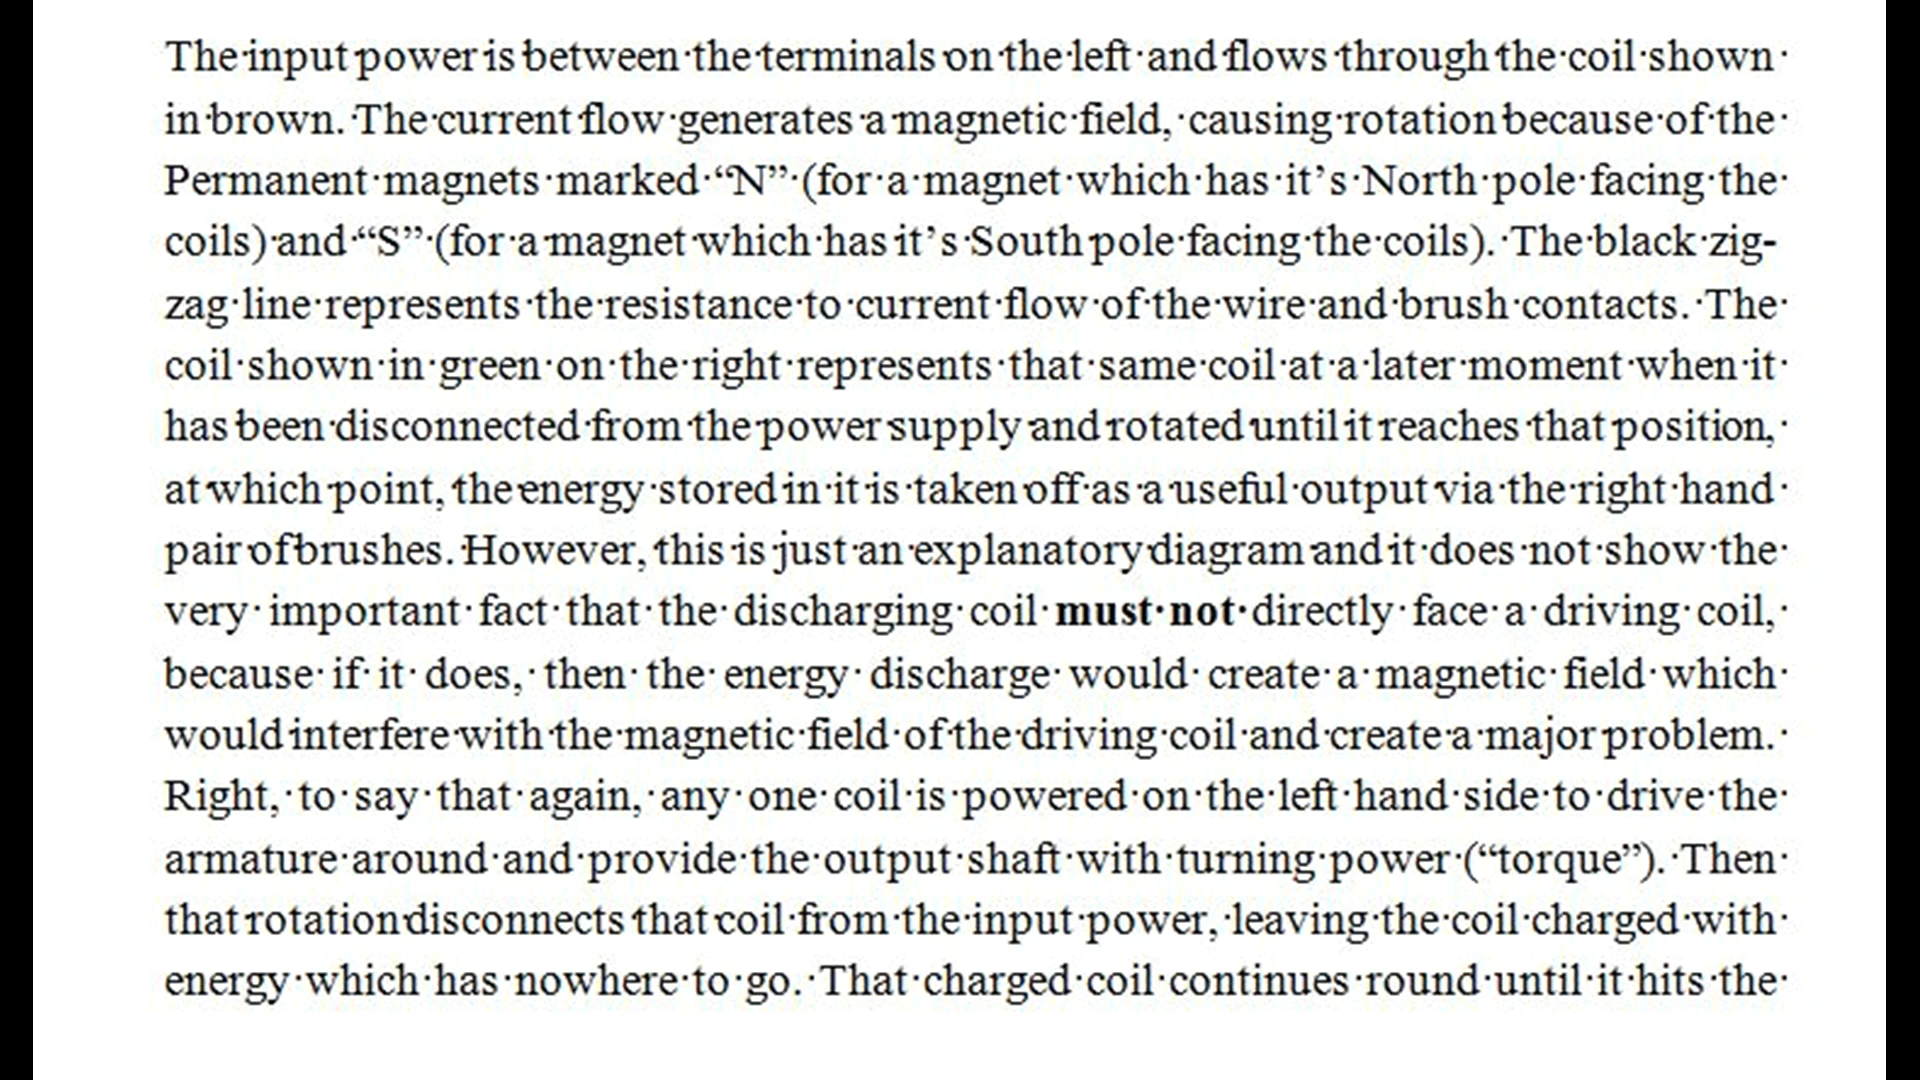 The input power is between the terminals on the left and flows through the coil shown
in brown. The current flow generates a magnetic field, causing rotation because of the
Permanent magnets marked “N” (for a magnet which has it’s North pole facing the
coils) and “S” (for a magnet which has it’s South pole facing the coils). The black zig-
zag line represents the resistance to current flow of the wire and brush contacts. The
coil shown in green on the right represents that same coil at a later moment when it
has been disconnected from the power supply and rotated until it reaches that position,
at which point, the energy stored in it is taken off as a useful output via the right hand
pair of brushes. However, this is just an explanatory diagram and it does not show the
very important fact that the discharging coil must not directly face a driving coil,
because if it does, then the energy discharge would create a magnetic field which
would interfere with the magnetic field of the driving coil and create a major problem.
Right, to say that again, any one coil is powered on the left hand side to drive the
armature around and provide the output shaft with turning power (“torque”). Then
that rotation disconnects that coil from the input power, leaving the coil charged with
energy which has nowhere to go. That charged coil continues round until it hits the